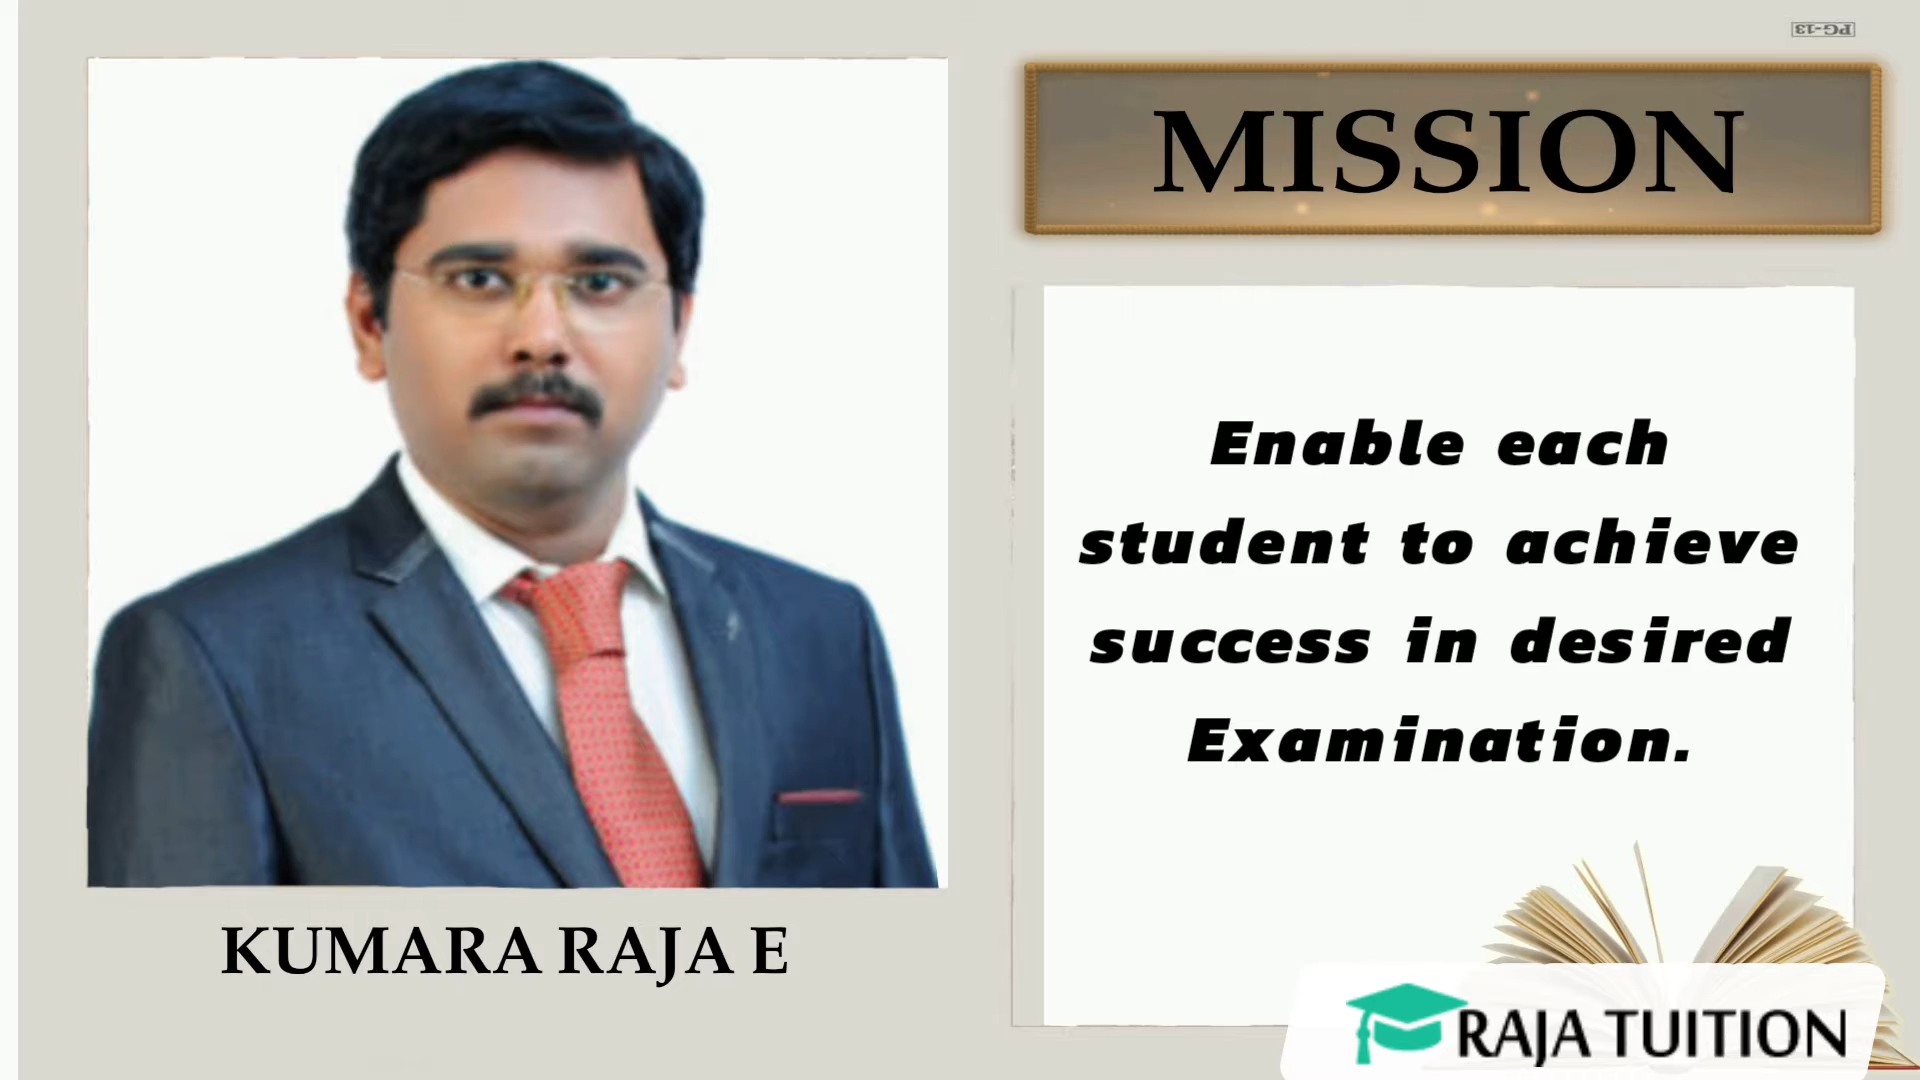 PG-13
MISSION
Enable each
student to achieve
success in desired
Examination.
KUMARA RAJA E
RAJA TUITION